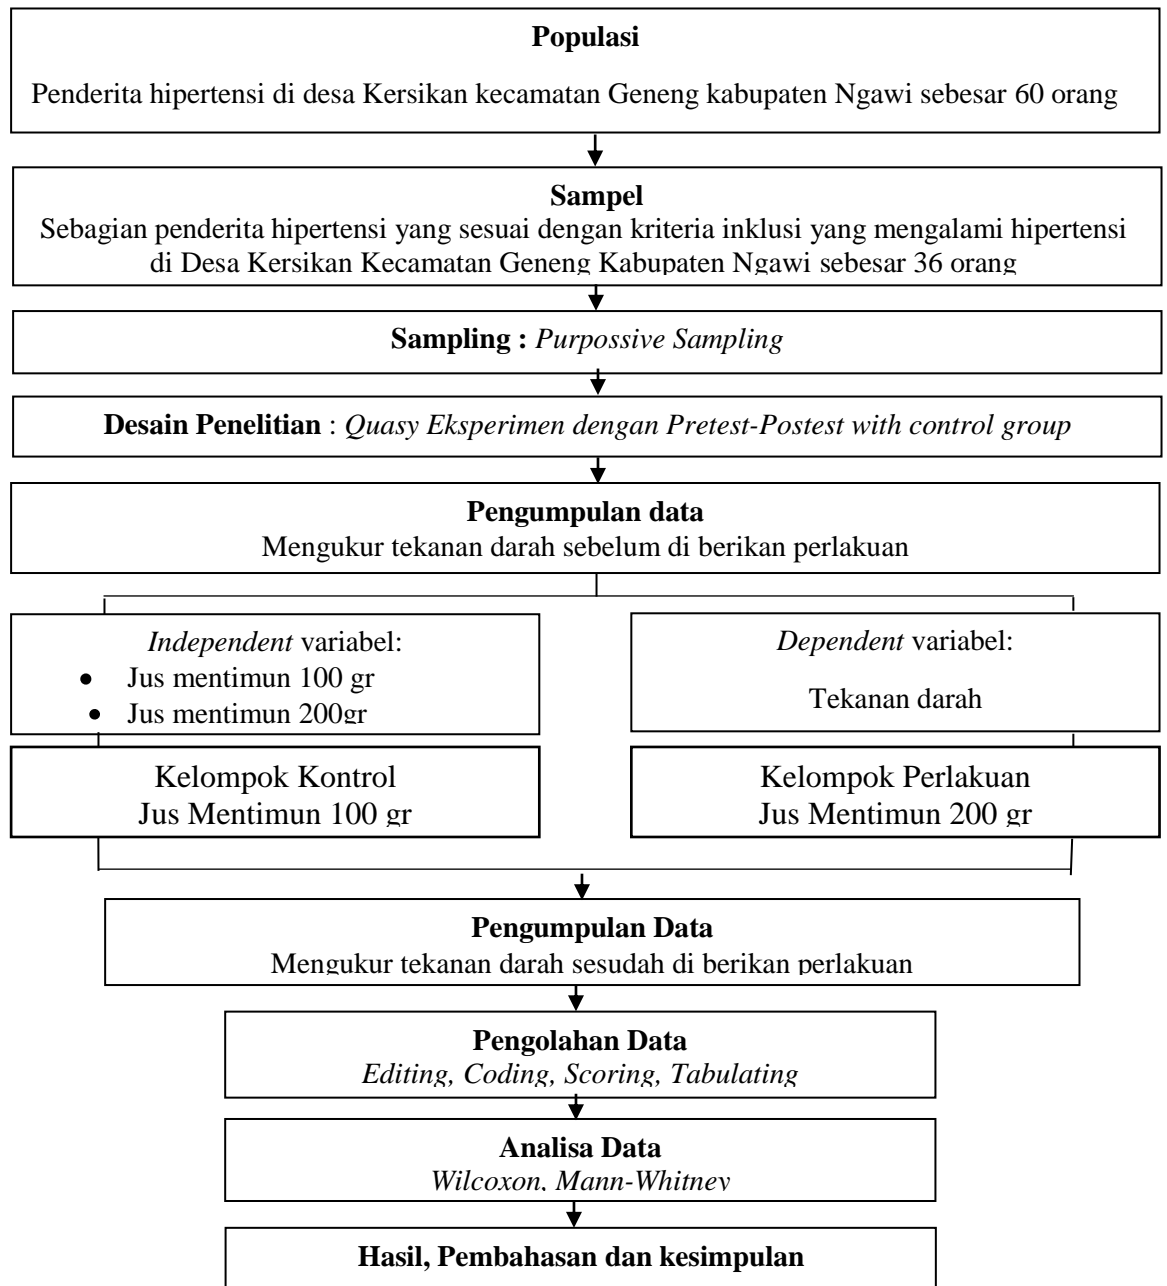 Populasi
Penderita hipertensi di desa Kersikan kecamatan Geneng kabupaten Ngawi sebesar 60 orang
Sampel
Sebagian penderita hipertensi yang sesuai dengan kriteria inklusi yang mengalami hipertensi
di Desa Kersikan Kecamatan Geneng Kabupaten Ngawi sebesar 36 orang
Sampling : Purpossive Sampling
Desain Penelitian : Quasy Eksperimen dengan Pretest-Postest with control group
Pengumpulan data
Mengukur tekanan darah sebelum di berikan perlakuan
Independent variabel:
• Jus mentimun 100 gr
• Jus mentimun 200gr
Dependent variabel:
Tekanan darah
Kelompok Kontrol
Jus Mentimun 100 gr
Kelompok Perlakuan
Jus Mentimun 200 gr
Pengumpulan Data
Mengukur tekanan darah sesudah di berikan perlakuan
Pengolahan Data
Editing, Coding, Scoring, Tabulating
Analisa Data
Wilcoxon, Mann-Whitney
Hasil, Pembahasan dan kesimpulan